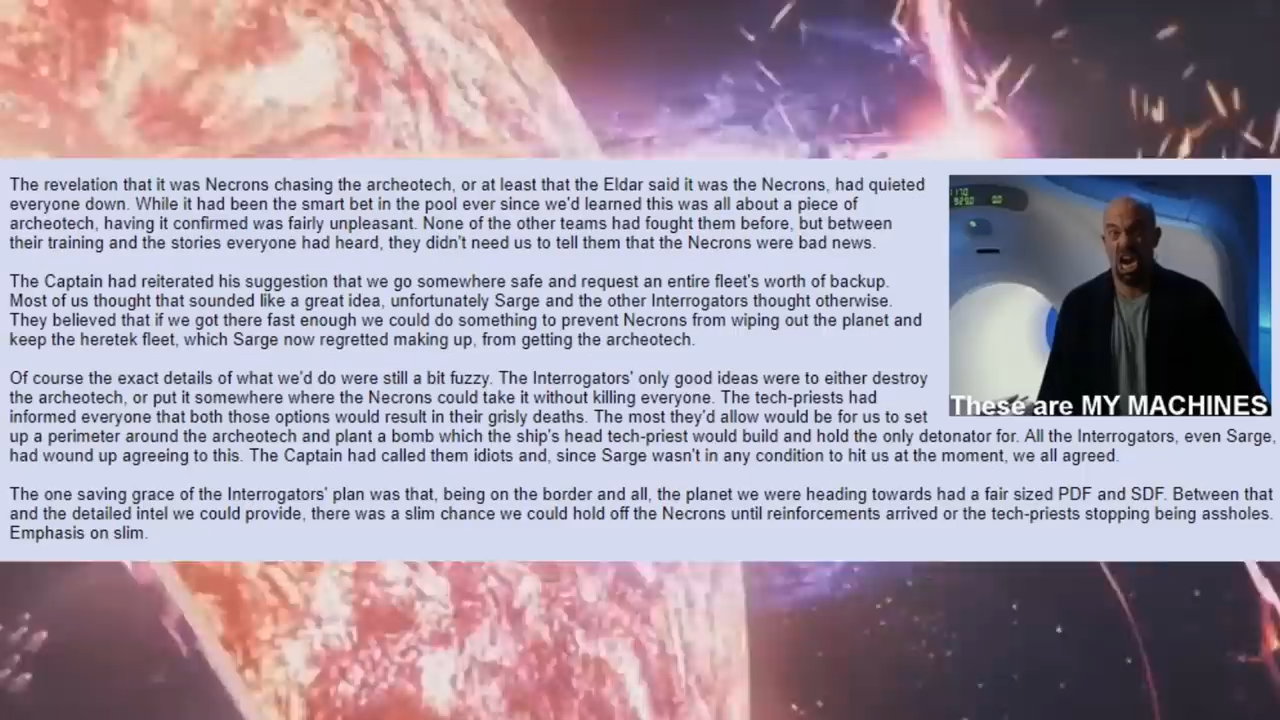 The revelation that it was Necrons chasing the archeotech, or at least that the Eldar said it was the Necrons, had quieted
everyone down. While it had been the smart bet in the pool ever since we'd learned this was all about a piece of
archeotech, having it confirmed was fairly unpleasant. None of the other teams had fought them before, but between
their training and the stories everyone had heard, they didn't need us to tell them that the Necrons were bad news.
The Captain had reiterated his suggestion that we go somewhere safe and request an entire fleet's worth of backup.
Most of us thought that sounded like a great idea, unfortunately Sarge and the other Interrogators thought otherwise.
They believed that if we got there fast enough we could do something to prevent Necrons from wiping out the planet and
keep the heretek fleet, which Sarge now regretted making up, from getting the archeotech.
Of course the exact details of what we'd do were still a bit fuzzy. The Interrogators' only good ideas were to either destroy
the archeotech, or put it somewhere where the Necrons could take it without killing everyone. The tech-priests had
informed everyone that both those options would result in their grisly deaths. The most they'd allow would be for us to set
up a perimeter around the archeotech and plant a bomb which the ship's head tech-priest would build and hold the only detonator for. All the Interrogators, even Sarge,
had wound up agreeing to this. The Captain had called them idiots and, since Sarge wasn't in any condition to hit us at the moment, we all agreed.
The one saving grace of the Interrogators' plan was that, being on the border and all, the planet we were heading towards had a fair sized PDF and SDF. Between that
and the detailed intel we could provide, there was a slim chance we could hold off the Necrons until reinforcements arrived or the tech-priests stopping being assholes.
Emphasis on slim.
These are MY MACHINES